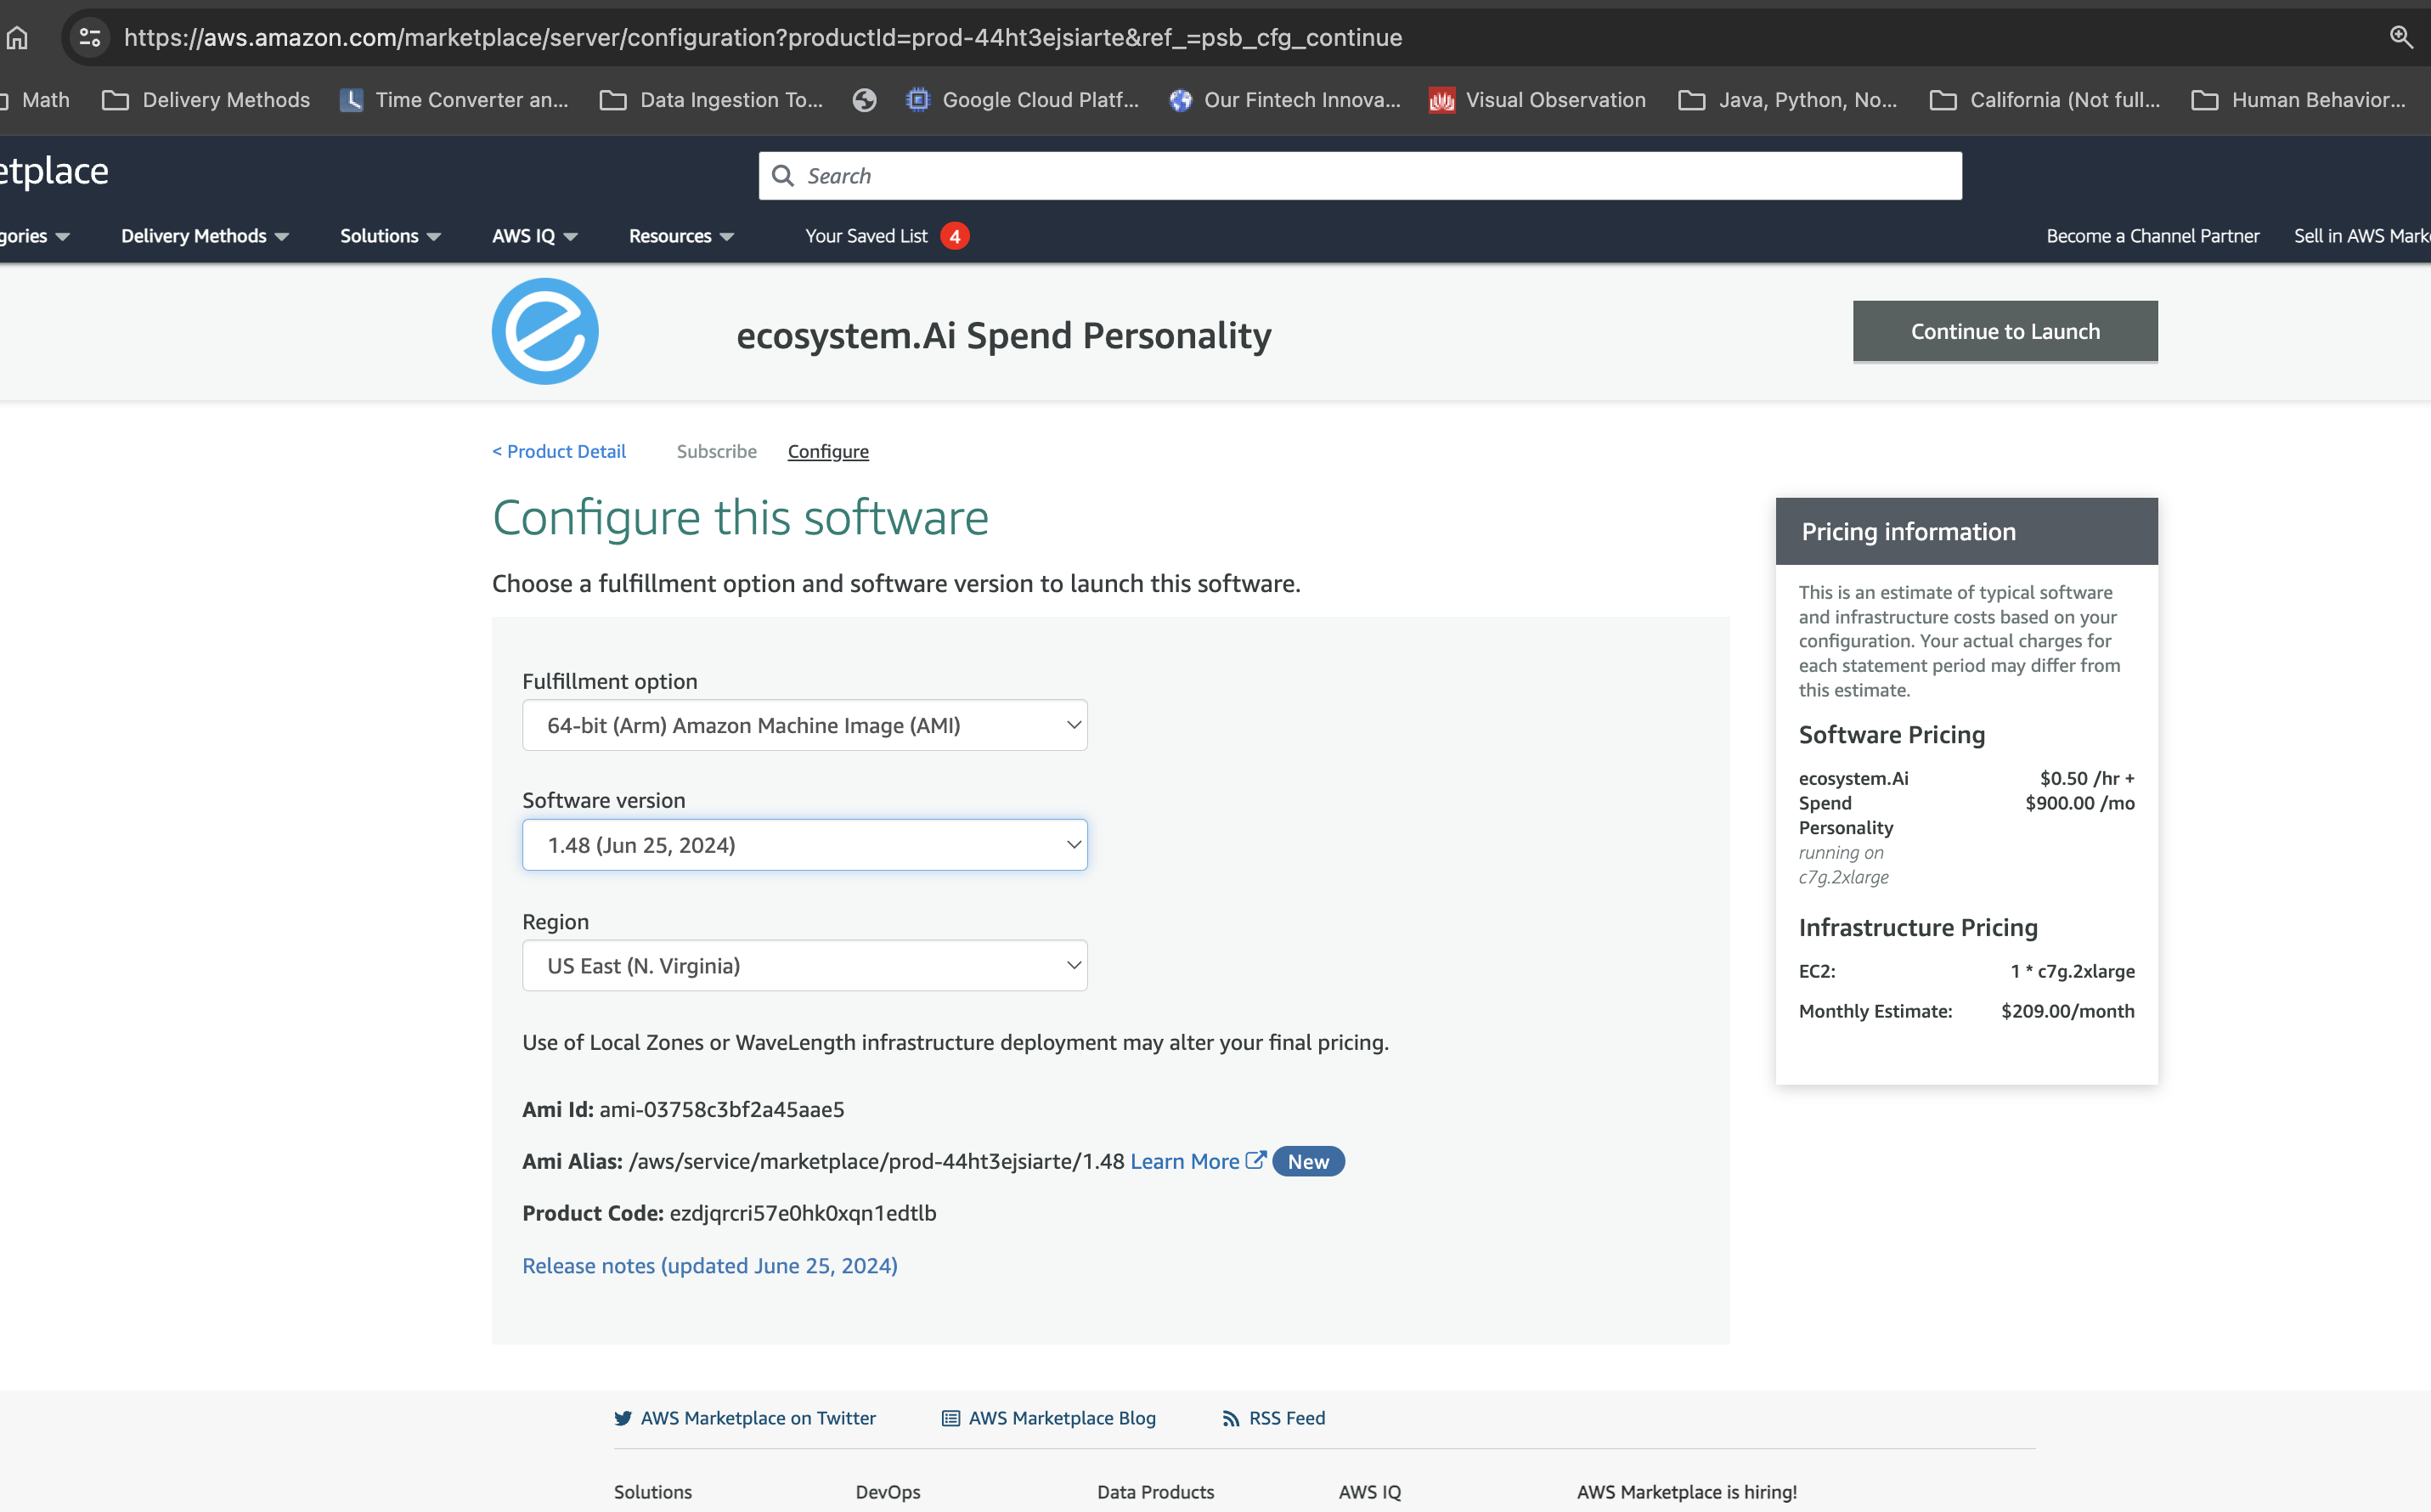 https://aws.amazon.com/marketplace/server/configuration?productId=prod-44ht3ejsiarte&ref_=psb_cfg_continue
Math Delivery Methods Time Converter an... Data Ingestion To... Google Cloud Platf... Our Fintech Innova... Visual Observation Java, Python, No... California (Not full... Human Behavior...
etplace
Search
gories Delivery Methods Solutions AWS IQ Resources Your Saved List 4 Become a Channel Partner Sell in AWS Mark
ecosystem.Ai Spend Personality
Continue to Launch
< Product Detail Subscribe Configure
Configure this software
Choose a fulfillment option and software version to launch this software.
Fulfillment option
64-bit (Arm) Amazon Machine Image (AMI)
Software version
1.48 (Jun 25, 2024)
Region
US East (N. Virginia)
Use of Local Zones or WaveLength infrastructure deployment may alter your final pricing.
Ami Id: ami-03758c3bf2a45aae5
Ami Alias: /aws/service/marketplace/prod-44ht3ejsiarte/1.48 Learn More New
Product Code: ezdjqrcri57e0hk0xqn1edtlb
Release notes (updated June 25, 2024)
Pricing information
This is an estimate of typical software
and infrastructure costs based on your
configuration. Your actual charges for
each statement period may differ from
this estimate.
Software Pricing
ecosystem.Ai $0.50 /hr +
Spend $900.00 /mo
Personality
running on
c7g.2xlarge
Infrastructure Pricing
EC2: 1 * c7g.2xlarge
Monthly Estimate: $209.00/month
AWS Marketplace on Twitter AWS Marketplace Blog RSS Feed
Solutions DevOps Data Products AWS IQ AWS Marketplace is hiring!